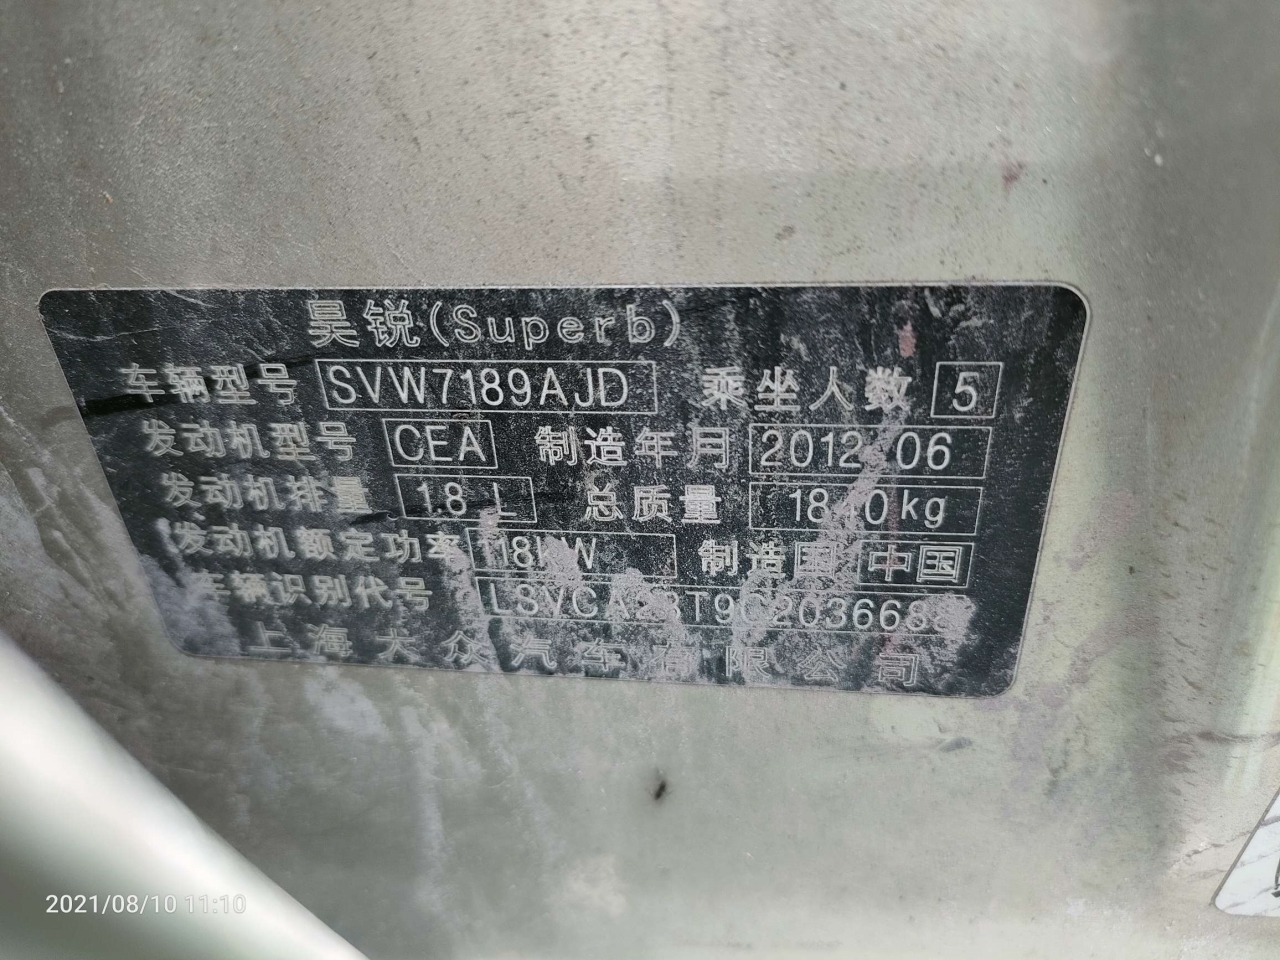 昊锐(Superb)
车辆型号 SVW7189AJD 乘坐人数 5
发动机型号 CEA 制造年月 2012 06
发动机排量 1.8 L 总质量 kg
发动机额定功率 118kW 制造国 中国
车辆识别代号
上海大众汽车有限公司
2021/08/10 11:10